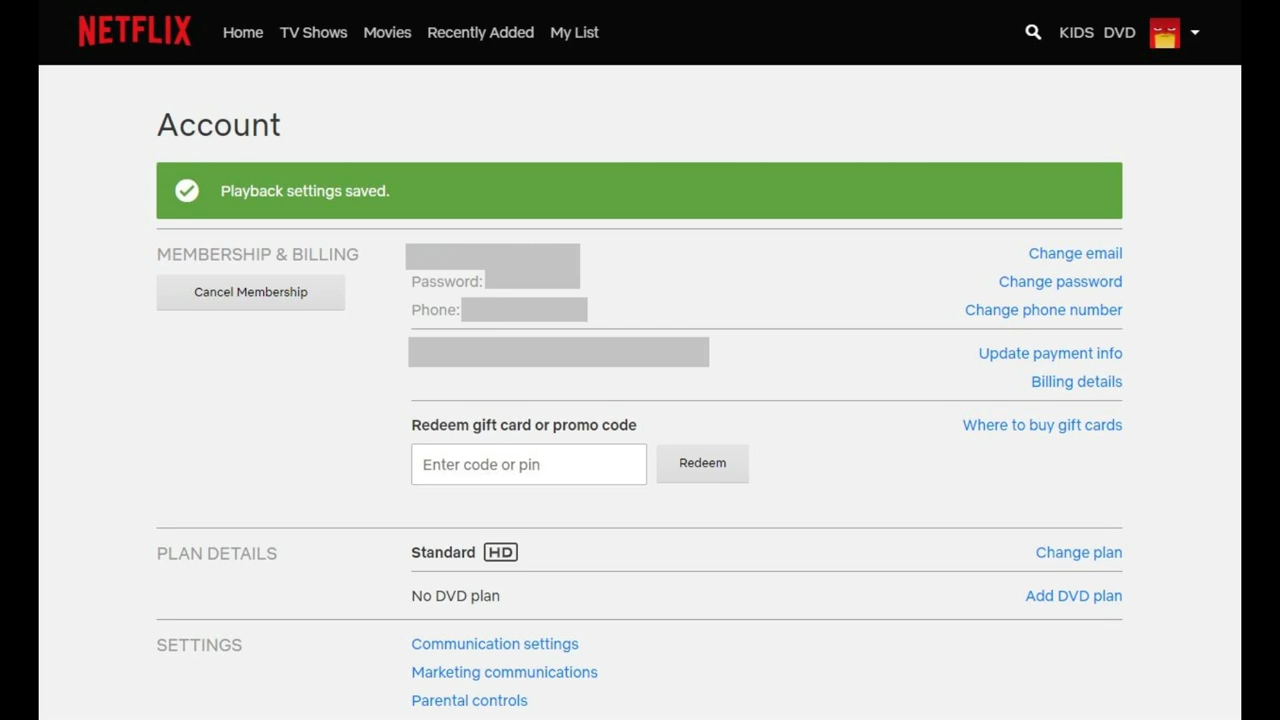 NETFLIX Home TV Shows Movies Recently Added My List KIDS DVD
Account
Playback settings saved.
MEMBERSHIP & BILLING
Cancel Membership
Change email
Password:
Change password
Phone:
Change phone number
Update payment info
Billing details
Redeem gift card or promo code
Where to buy gift cards
Enter code or pin
Redeem
PLAN DETAILS
Standard HD
Change plan
No DVD plan
Add DVD plan
SETTINGS
Communication settings
Marketing communications
Parental controls